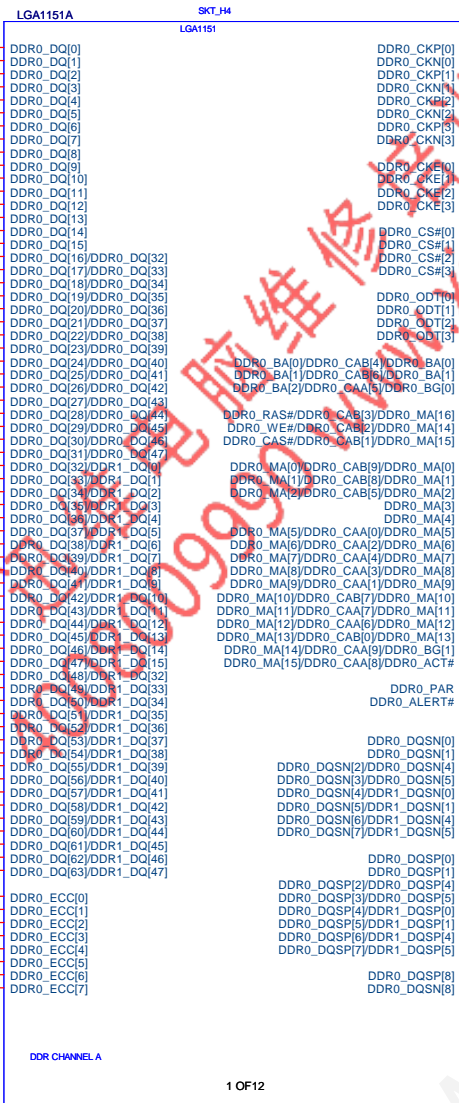 LGA1151A
SKT_H4
LGA1151
DDR0_DQ[0]
DDR0_DQ[1]
DDR0_DQ[2]
DDR0_DQ[3]
DDR0_DQ[4]
DDR0_DQ[5]
DDR0_DQ[6]
DDR0_DQ[7]
DDR0_DQ[8]
DDR0_DQ[9]
DDR0_DQ[10]
DDR0_DQ[11]
DDR0_DQ[12]
DDR0_DQ[13]
DDR0_DQ[14]
DDR0_DQ[15]
DDR0_DQ[16]/DDR0_DQ[32]
DDR0_DQ[17]/DDR0_DQ[33]
DDR0_DQ[18]/DDR0_DQ[34]
DDR0_DQ[19]/DDR0_DQ[35]
DDR0_DQ[20]/DDR0_DQ[36]
DDR0_DQ[21]/DDR0_DQ[37]
DDR0_DQ[22]/DDR0_DQ[38]
DDR0_DQ[23]/DDR0_DQ[39]
DDR0_DQ[24]/DDR0_DQ[40]
DDR0_DQ[25]/DDR0_DQ[41]
DDR0_DQ[26]/DDR0_DQ[42]
DDR0_DQ[27]/DDR0_DQ[43]
DDR0_DQ[28]/DDR0_DQ[44]
DDR0_DQ[29]/DDR0_DQ[45]
DDR0_DQ[30]/DDR0_DQ[46]
DDR0_DQ[31]/DDR0_DQ[47]
DDR0_DQ[32]/DDR1_DQ[0]
DDR0_DQ[33]/DDR1_DQ[1]
DDR0_DQ[34]/DDR1_DQ[2]
DDR0_DQ[35]/DDR1_DQ[3]
DDR0_DQ[36]/DDR1_DQ[4]
DDR0_DQ[37]/DDR1_DQ[5]
DDR0_DQ[38]/DDR1_DQ[6]
DDR0_DQ[39]/DDR1_DQ[7]
DDR0_DQ[40]/DDR1_DQ[8]
DDR0_DQ[41]/DDR1_DQ[9]
DDR0_DQ[42]/DDR1_DQ[10]
DDR0_DQ[43]/DDR1_DQ[11]
DDR0_DQ[44]/DDR1_DQ[12]
DDR0_DQ[45]/DDR1_DQ[13]
DDR0_DQ[46]/DDR1_DQ[14]
DDR0_DQ[47]/DDR1_DQ[15]
DDR0_DQ[48]/DDR1_DQ[32]
DDR0_DQ[49]/DDR1_DQ[33]
DDR0_DQ[50]/DDR1_DQ[34]
DDR0_DQ[51]/DDR1_DQ[35]
DDR0_DQ[52]/DDR1_DQ[36]
DDR0_DQ[53]/DDR1_DQ[37]
DDR0_DQ[54]/DDR1_DQ[38]
DDR0_DQ[55]/DDR1_DQ[39]
DDR0_DQ[56]/DDR1_DQ[40]
DDR0_DQ[57]/DDR1_DQ[41]
DDR0_DQ[58]/DDR1_DQ[42]
DDR0_DQ[59]/DDR1_DQ[43]
DDR0_DQ[60]/DDR1_DQ[44]
DDR0_DQ[61]/DDR1_DQ[45]
DDR0_DQ[62]/DDR1_DQ[46]
DDR0_DQ[63]/DDR1_DQ[47]
DDR0_ECC[0]
DDR0_ECC[1]
DDR0_ECC[2]
DDR0_ECC[3]
DDR0_ECC[4]
DDR0_ECC[5]
DDR0_ECC[6]
DDR0_ECC[7]
DDR0_CKP[0]
DDR0_CKN[0]
DDR0_CKP[1]
DDR0_CKN[1]
DDR0_CKP[2]
DDR0_CKN[2]
DDR0_CKP[3]
DDR0_CKN[3]
DDR0_CKE[0]
DDR0_CKE[1]
DDR0_CKE[2]
DDR0_CKE[3]
DDR0_CS#[0]
DDR0_CS#[1]
DDR0_CS#[2]
DDR0_CS#[3]
DDR0_ODT[0]
DDR0_ODT[1]
DDR0_ODT[2]
DDR0_ODT[3]
DDR0_BA[0]/DDR0_CAB[4]/DDR0_BA[0]
DDR0_BA[1]/DDR0_CAB[6]/DDR0_BA[1]
DDR0_BA[2]/DDR0_CAA[5]/DDR0_BG[0]
DDR0_RAS#/DDR0_CAB[3]/DDR0_MA[16]
DDR0_WE#/DDR0_CAB[2]/DDR0_MA[14]
DDR0_CAS#/DDR0_CAB[1]/DDR0_MA[15]
DDR0_MA[0]/DDR0_CAB[9]/DDR0_MA[0]
DDR0_MA[1]/DDR0_CAB[8]/DDR0_MA[1]
DDR0_MA[2]/DDR0_CAB[5]/DDR0_MA[2]
DDR0_MA[3]
DDR0_MA[4]
DDR0_MA[5]/DDR0_CAA[0]/DDR0_MA[5]
DDR0_MA[6]/DDR0_CAA[2]/DDR0_MA[6]
DDR0_MA[7]/DDR0_CAA[4]/DDR0_MA[7]
DDR0_MA[8]/DDR0_CAA[3]/DDR0_MA[8]
DDR0_MA[9]/DDR0_CAA[1]/DDR0_MA[9]
DDR0_MA[10]/DDR0_CAB[7]/DDR0_MA[10]
DDR0_MA[11]/DDR0_CAA[7]/DDR0_MA[11]
DDR0_MA[12]/DDR0_CAA[6]/DDR0_MA[12]
DDR0_MA[13]/DDR0_CAB[0]/DDR0_MA[13]
DDR0_MA[14]/DDR0_CAA[9]/DDR0_BG[1]
DDR0_MA[15]/DDR0_CAA[8]/DDR0_ACT#
DDR0_PAR
DDR0_ALERT#
DDR0_DQSN[0]
DDR0_DQSN[1]
DDR0_DQSN[2]/DDR0_DQSN[4]
DDR0_DQSN[3]/DDR0_DQSN[5]
DDR0_DQSN[4]/DDR1_DQSN[0]
DDR0_DQSN[5]/DDR1_DQSN[1]
DDR0_DQSN[6]/DDR1_DQSN[4]
DDR0_DQSN[7]/DDR1_DQSN[5]
DDR0_DQSP[0]
DDR0_DQSP[1]
DDR0_DQSP[2]/DDR0_DQSP[4]
DDR0_DQSP[3]/DDR0_DQSP[5]
DDR0_DQSP[4]/DDR1_DQSP[0]
DDR0_DQSP[5]/DDR1_DQSP[1]
DDR0_DQSP[6]/DDR1_DQSP[4]
DDR0_DQSP[7]/DDR1_DQSP[5]
DDR0_DQSP[8]
DDR0_DQSN[8]
DDR CHANNEL A
1 OF12
迅维电脑维修培
4008009990 www.